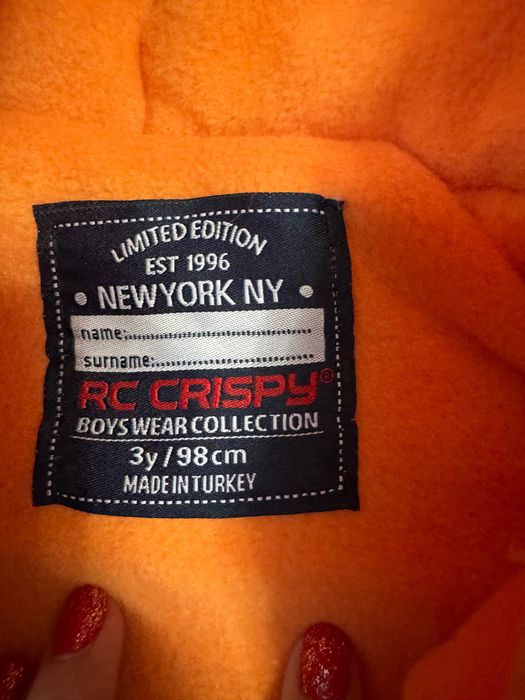 LIMITED EDITION
EST 1996
• NEWYORK NY •
name:
surname:
RC CRISPY®
BOYS WEAR COLLECTION
3y/98cm
MADE IN TURKEY